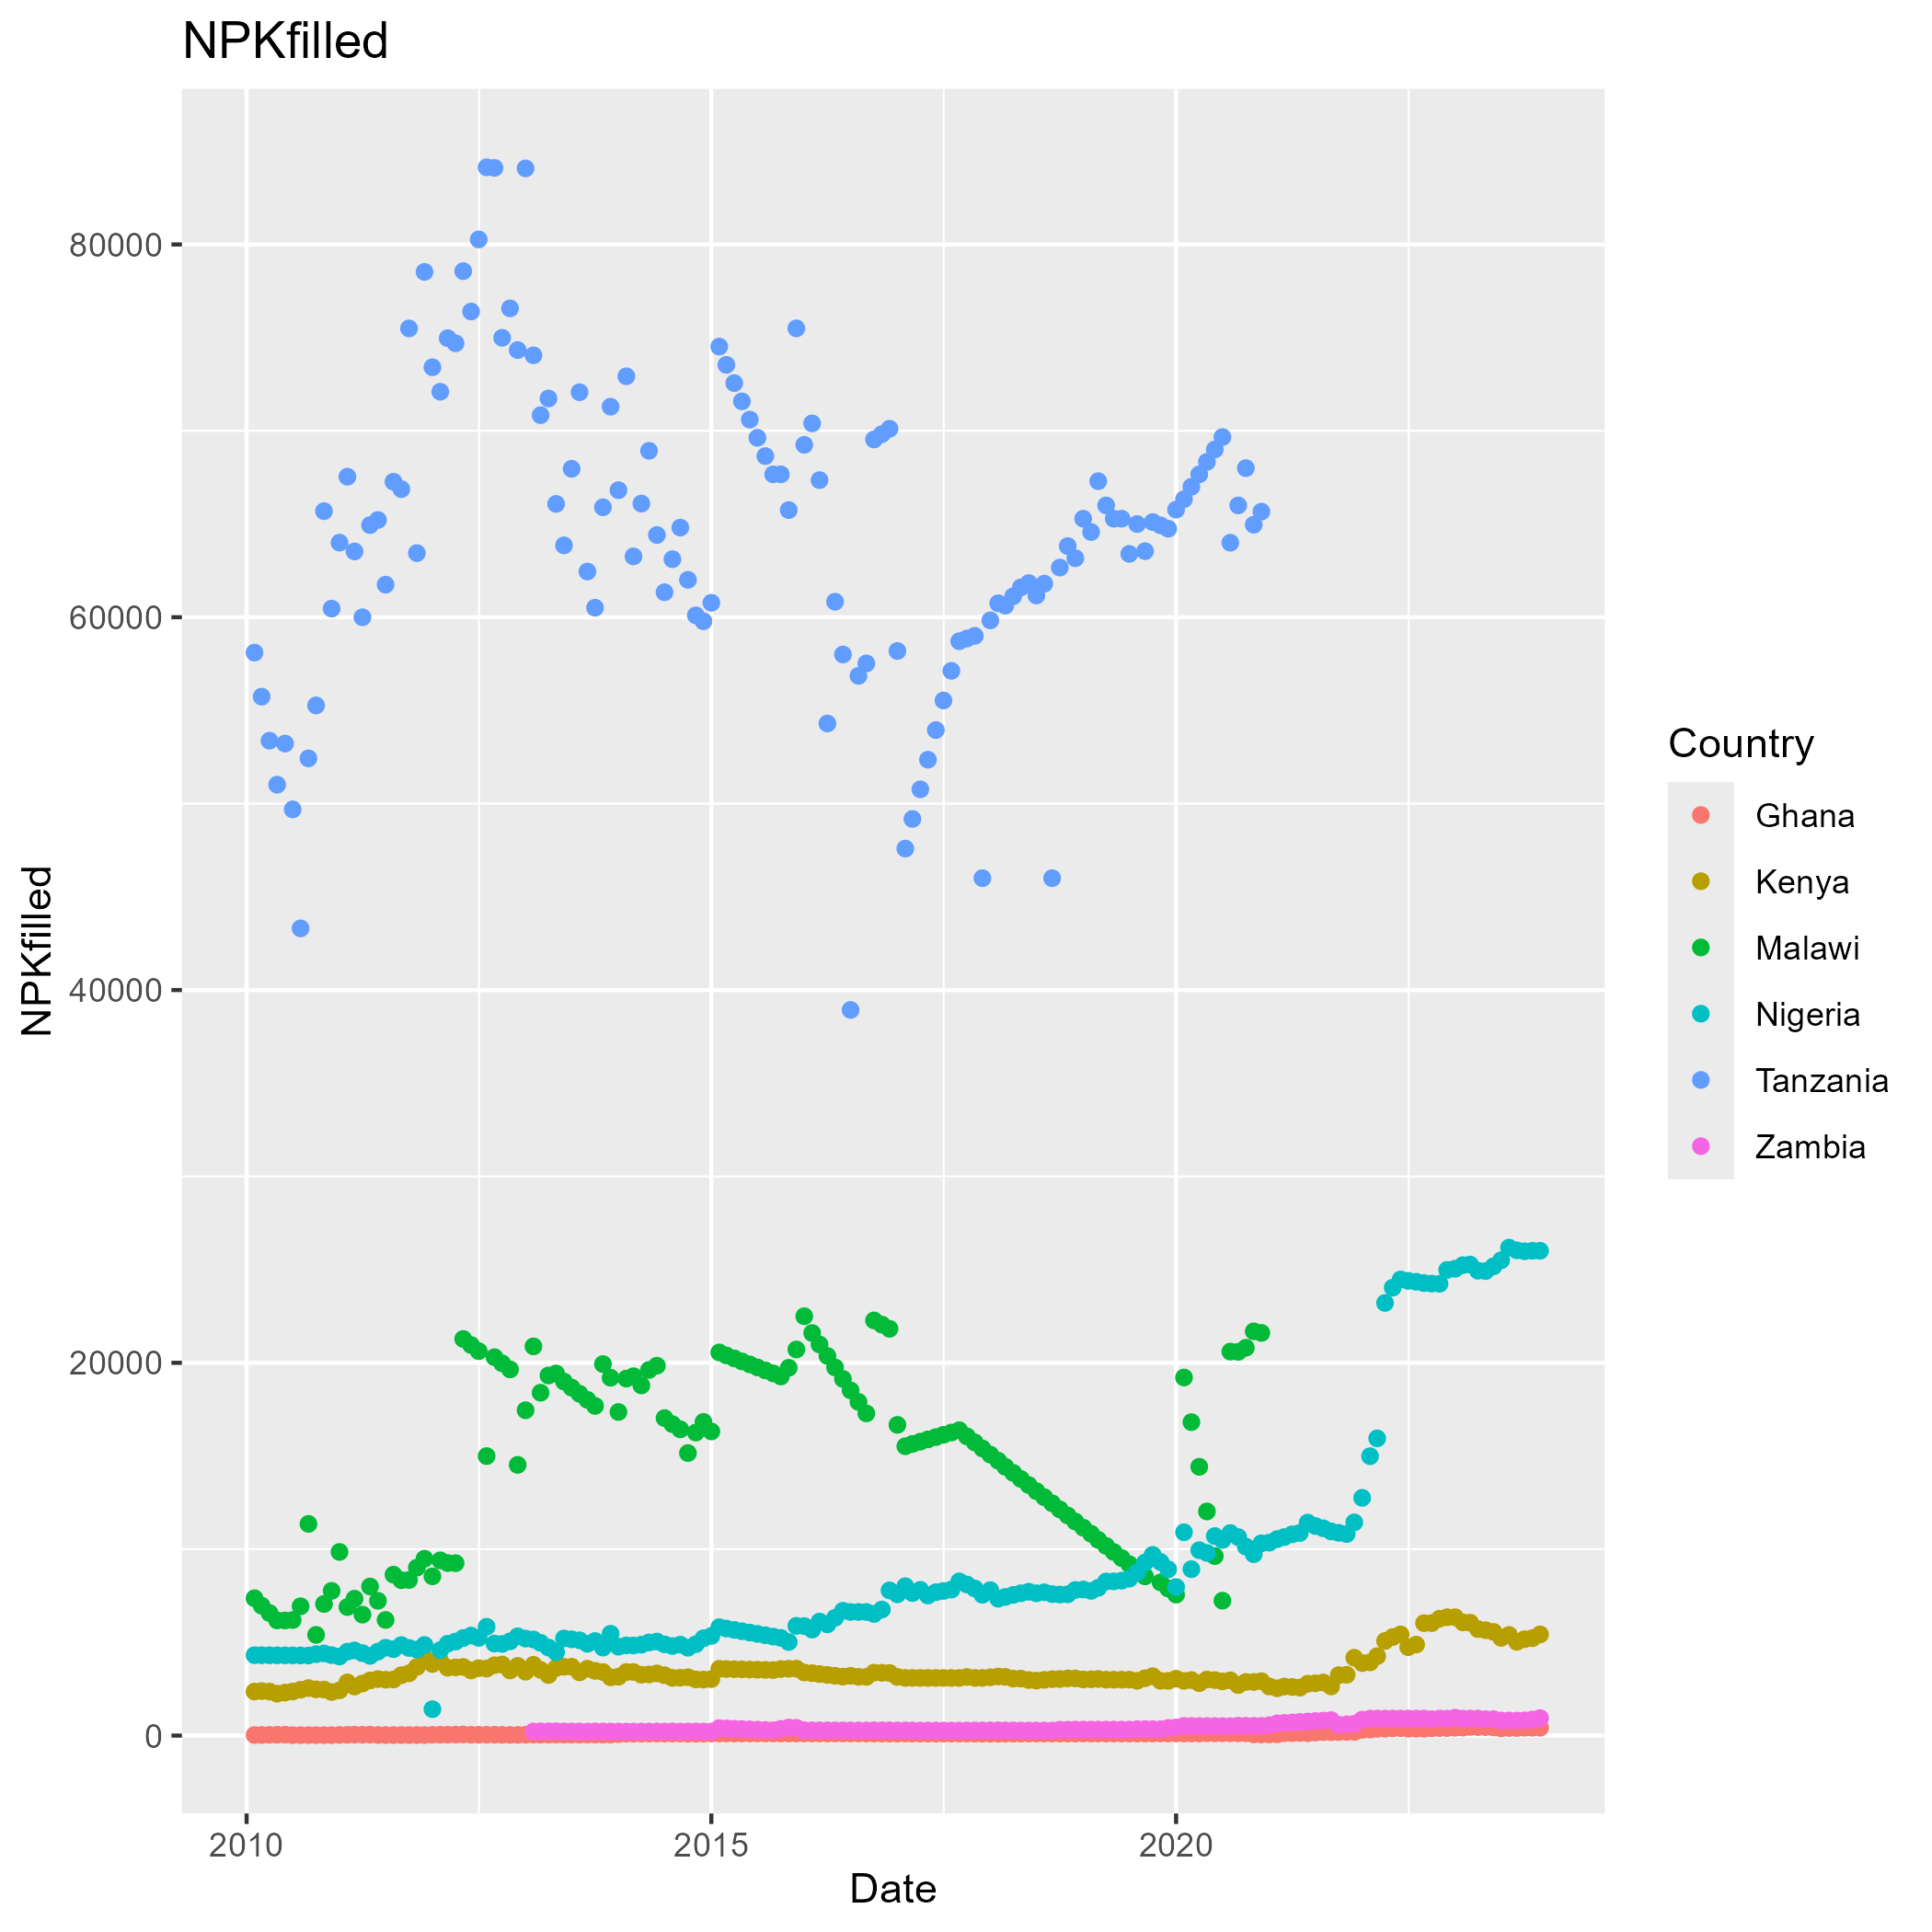 NPKfilled
80000
60000
40000
20000
0
NPKfilled
2010
2015
2020
Date
Country
Ghana
Kenya
Malawi
Nigeria
Tanzania
Zambia